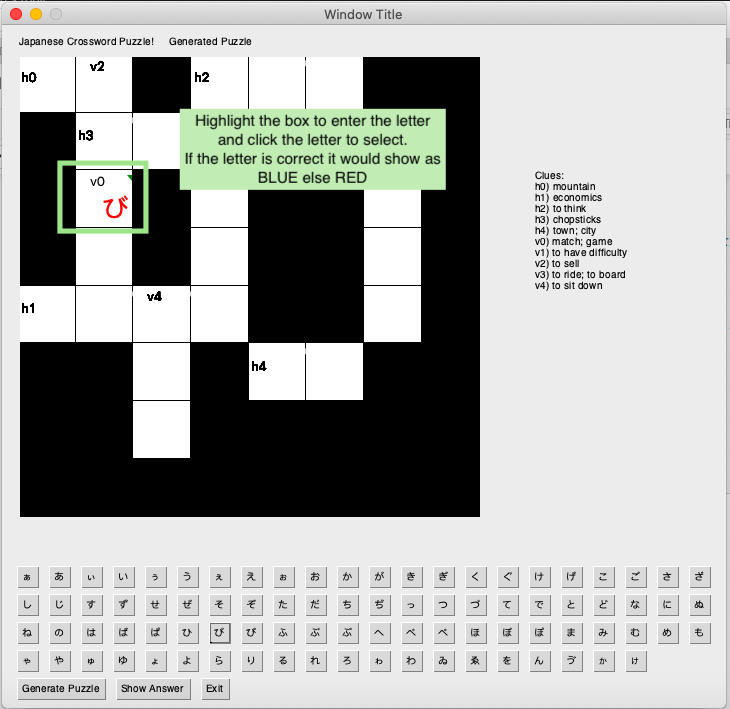 Window Title
Japanese Crossword Puzzle! Generated Puzzle
h0 v2 h2
h3
Highlight the box to enter the letter
and click the letter to select.
If the letter is correct it would show as
BLUE else RED
v0
び
h1 v4
h4
Clues:
h0) mountain
h1) economics
h2) to think
h3) chopsticks
h4) town; city
v0) match; game
v1) to have difficulty
v2) to sell
v3) to ride; to board
v4) to sit down
ぁ あ ぃ い ぅ う ぇ え ぉ お か が き ぎ く ぐ け げ こ ご さ ざ
し じ す ず せ ぜ そ ぞ た だ ち ぢ っ つ づ て で と ど な に ぬ
ね の は ば ぱ ひ び ぴ ふ ぶ ぷ へ べ ぺ ほ ぼ ぽ ま み む め も
ゃ や ゅ ゆ ょ よ ら り る れ ろ ゎ わ ゐ ゑ を ん ゔ ゕ ゖ
Generate Puzzle Show Answer Exit